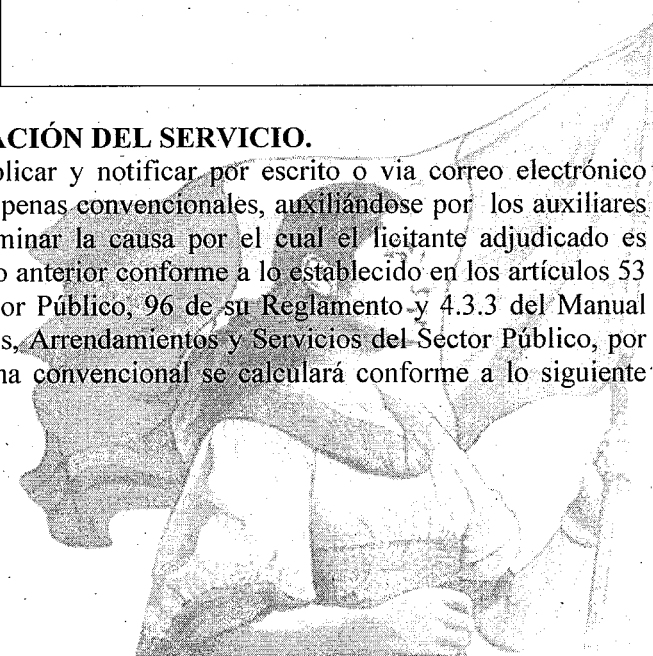 ACIÓN DEL SERVICIO.
plicar y notificar por escrito o via correo electrónico
penas convencionales, auxiliándose por los auxiliares
minar la causa por el cual el licitante adjudicado es
o anterior conforme a lo establecido en los artículos 53
or Público, 96 de su Reglamento y 4.3.3 del Manual
s, Arrendamientos y Servicios del Sector Público, por
na convencional se calculará conforme a lo siguiente